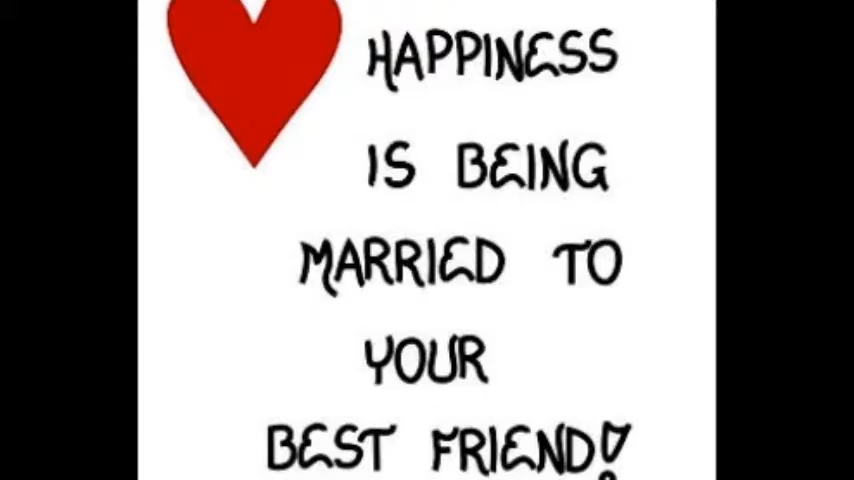 HAPPINESS
IS BEING
MARRIED TO
YOUR
BEST FRIEND!